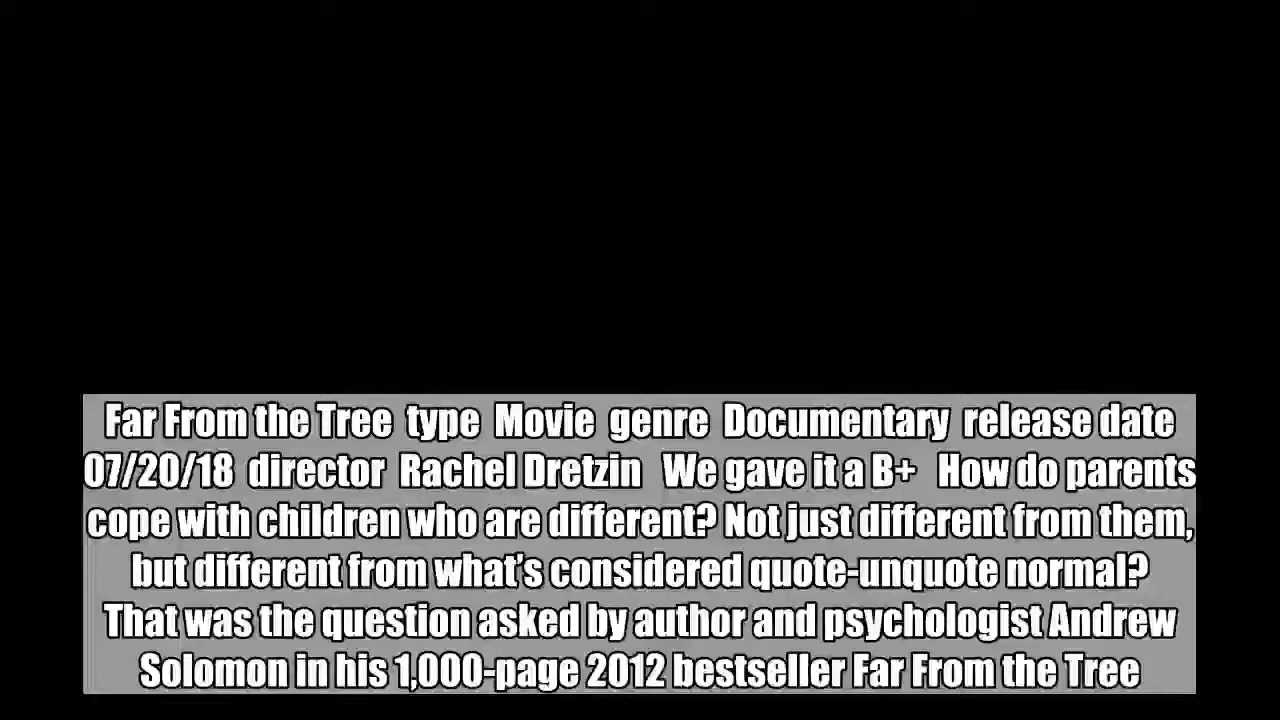 Far From the Tree type Movie genre Documentary release date
07/20/18 director Rachel Dretzin We gave it a B+ How do parents
cope with children who are different? Not just different from them,
but different from what's considered quote-unquote normal?
That was the question asked by author and psychologist Andrew
Solomon in his 1,000-page 2012 bestseller Far From the Tree